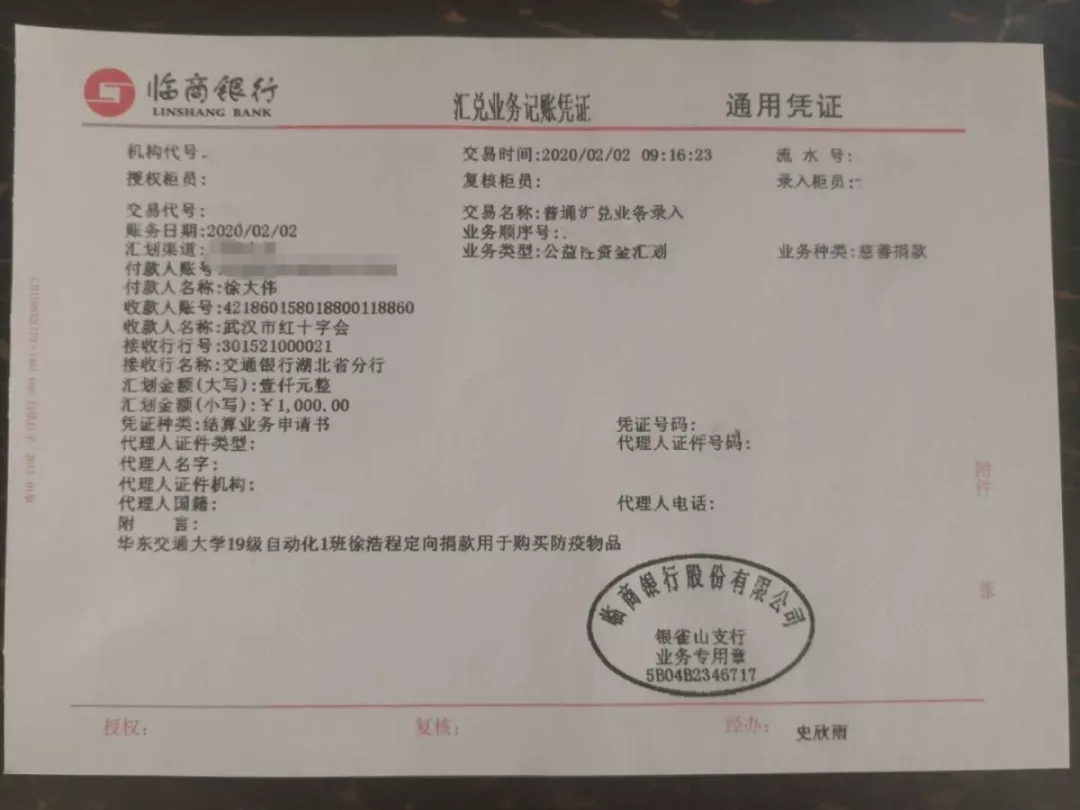 临商银行
LINSHANG BANK
汇兑业务记账凭证
通用凭证
机构代号:
交易时间:2020/02/02 09:16:23
流水号:
授权柜员:
复核柜员:
录入柜员:
交易代号:
交易名称:普通汇兑业务录入
账务日期:2020/02/02
业务顺序号:
汇划渠道:
业务类型:公益性资金汇划
业务种类:慈善捐款
付款人账号
付款人名称:徐大伟
收款人账号:421860158018800118860
收款人名称:武汉市红十字会
接收行行号:301521000021
接收行名称:交通银行湖北省分行
汇划金额(大写):壹仟元整
汇划金额(小写):￥1,000.00
凭证种类:结算业务申请书
凭证号码:
代理人证件类型:
代理人证件号码:
代理人名字:
代理人证件机构:
代理人国籍:
代理人电话:
附 言:
华东交通大学19级自动化1班徐浩程定向捐款用于购买防疫物品
附件
张
临商银行股份有限公司
银雀山支行
业务专用章
5B04B2346717
授权:
复核:
经办:
史欣雨